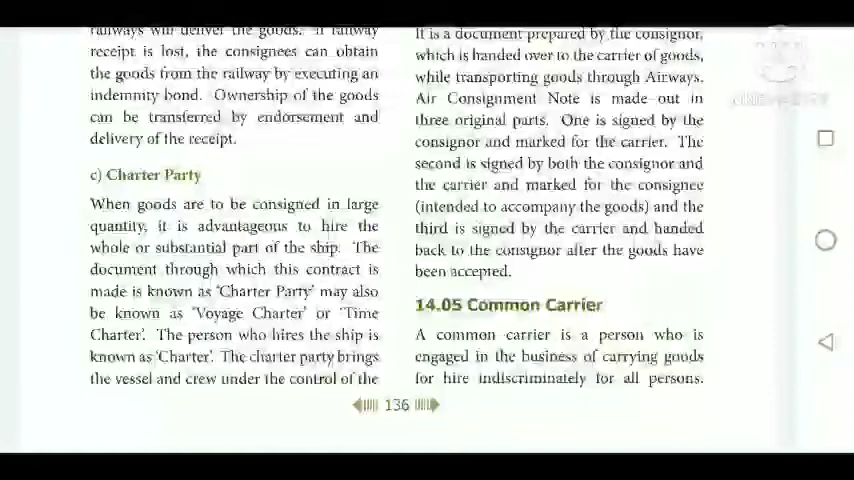 railways will deliver the goods. If railway
receipt is lost, the consignees can obtain
the goods from the railway by executing an
indemnity bond. Ownership of the goods
can be transferred by endorsement and
delivery of the receipt.
c) Charter Party
When goods are to be consigned in large
quantity, it is advantageous to hire the
whole or substantial part of the ship. The
document through which this contract is
made is known as 'Charter Party' may also
be known as 'Voyage Charter' or 'Time
Charter'. The person who hires the ship is
known as 'Charter'. The charter party brings
the vessel and crew under the control of the
It is a document prepared by the consignor,
which is handed over to the carrier of goods,
while transporting goods through Airways.
Air Consignment Note is made out in
three original parts. One is signed by the
consignor and marked for the carrier. The
second is signed by both the consignor and
the carrier and marked for the consignee
(intended to accompany the goods) and the
third is signed by the carrier and handed
back to the consignor after the goods have
been accepted.
14.05 Common Carrier
A common carrier is a person who is
engaged in the business of carrying goods
for hire indiscriminately for all persons.
136